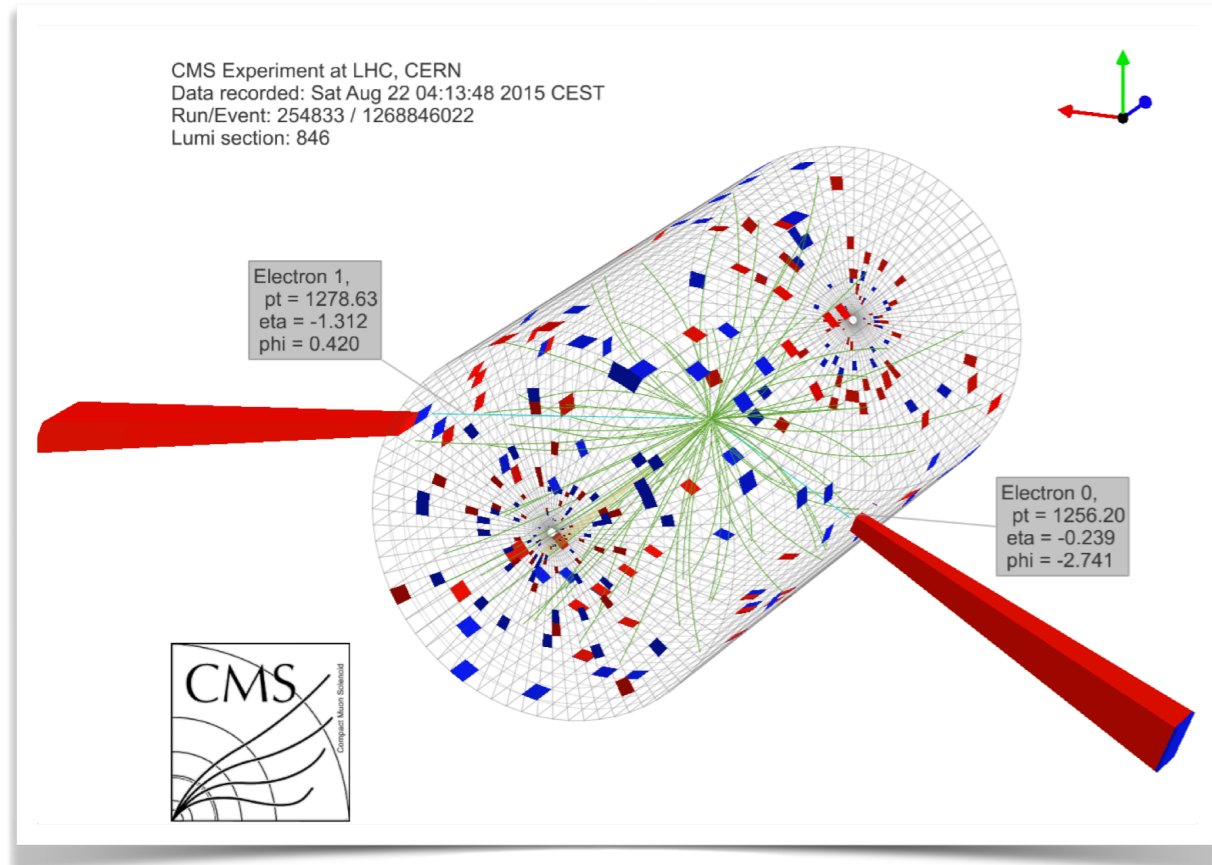 CMS Experiment at LHC, CERN
Data recorded: Sat Aug 22 04:13:48 2015 CEST
Run/Event: 254833 / 1268846022
Lumi section: 846
Electron 1,
pt = 1278.63
eta = -1.312
phi = 0.420
Electron 0,
pt = 1256.20
eta = -0.239
phi = -2.741
CMS
Compact Muon Solenoid